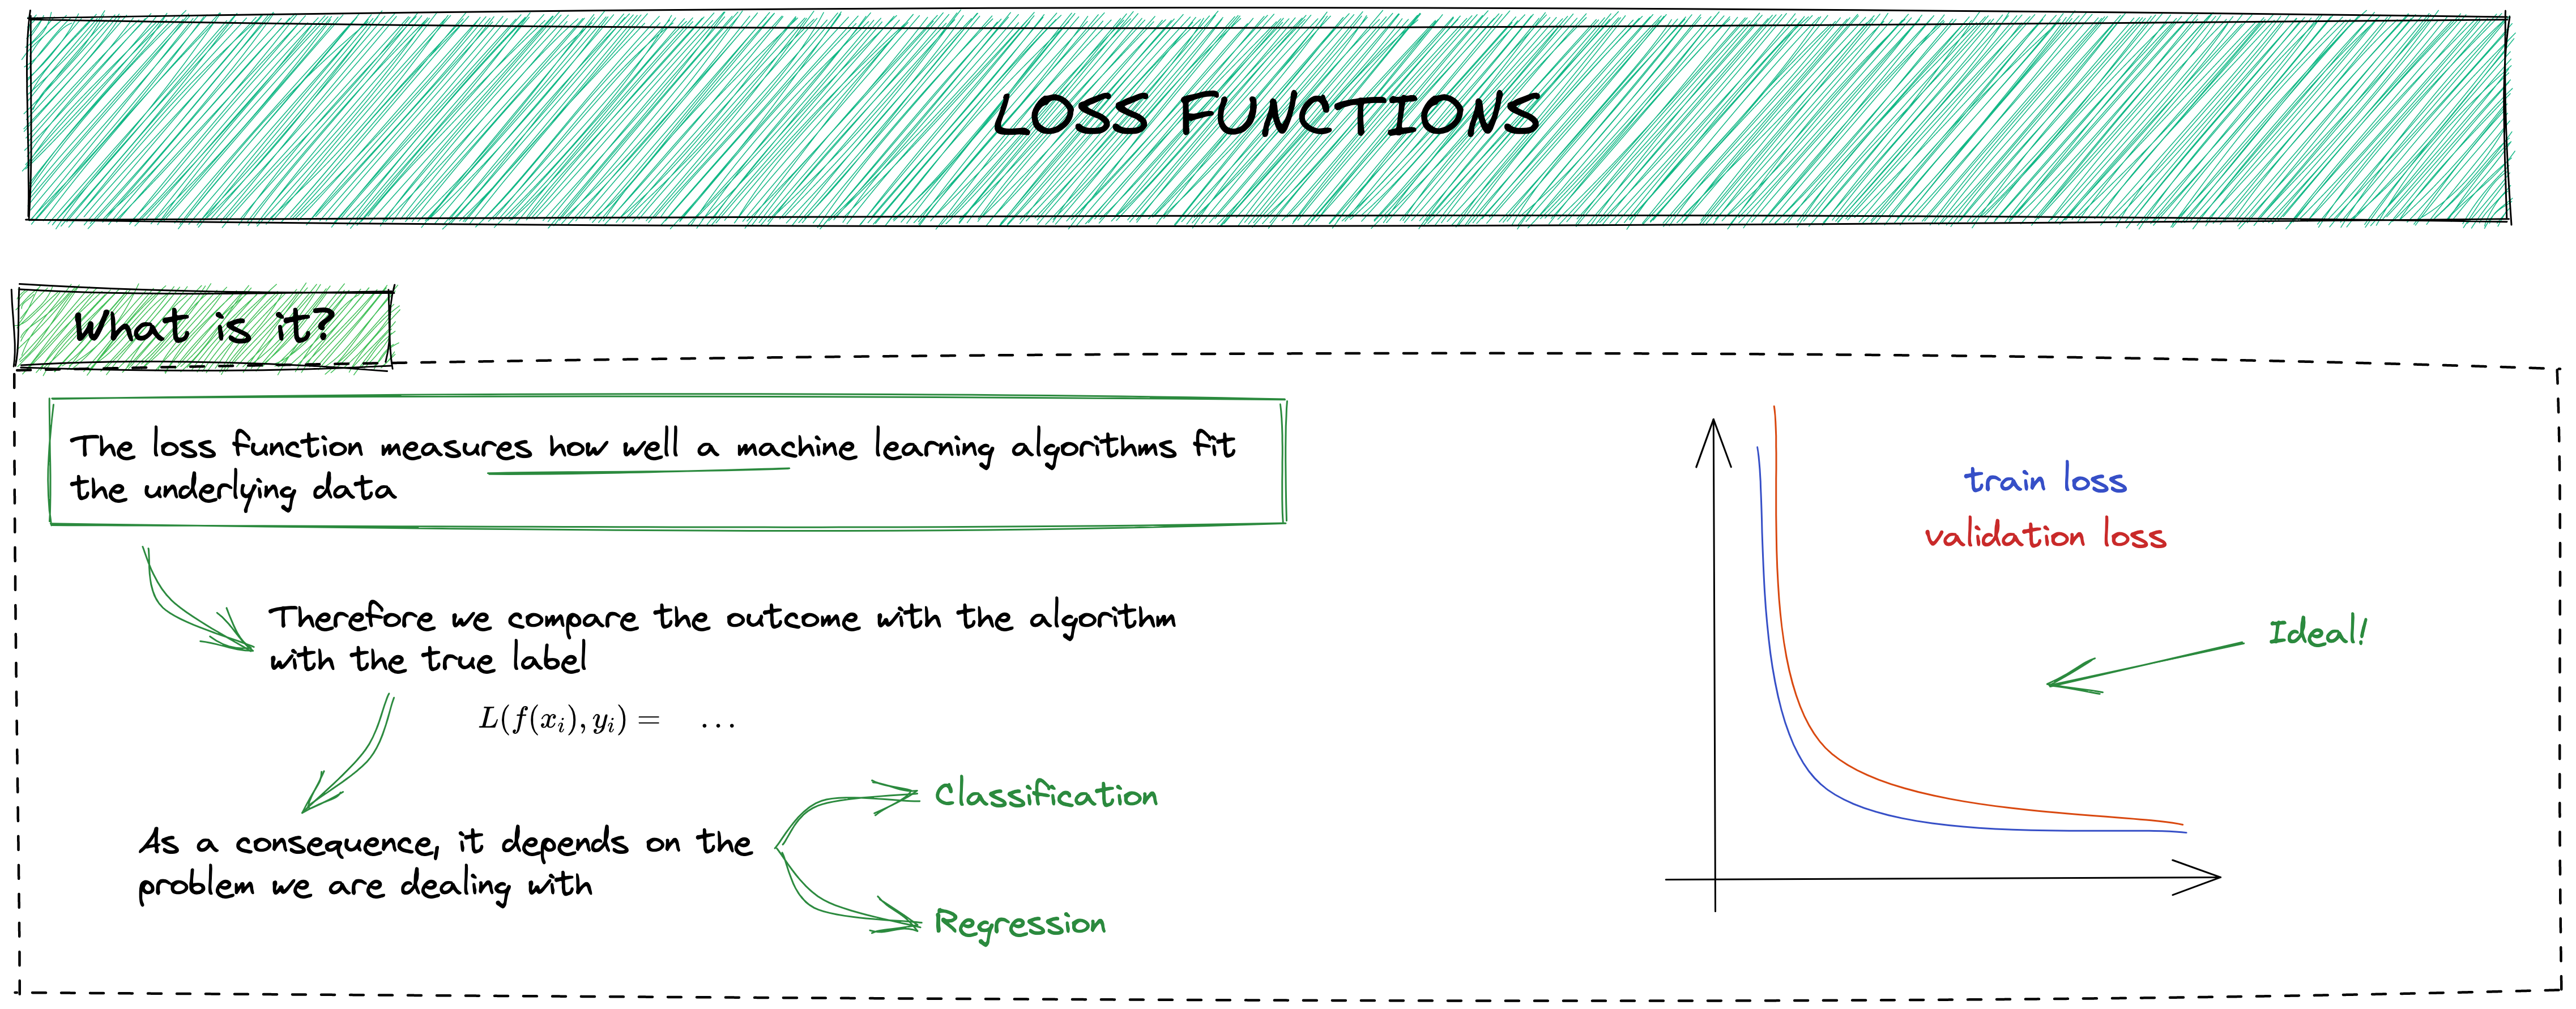 LOSS FUNCTIONS
What is it?
The loss function measures how well a machine learning algorithms fit
the underlying data
Therefore we compare the outcome with the algorithm
with the true label
L(f(x_i), y_i) = ...
As a consequence, it depends on the
problem we are dealing with
Classification
Regression
train loss
validation loss
Ideal!